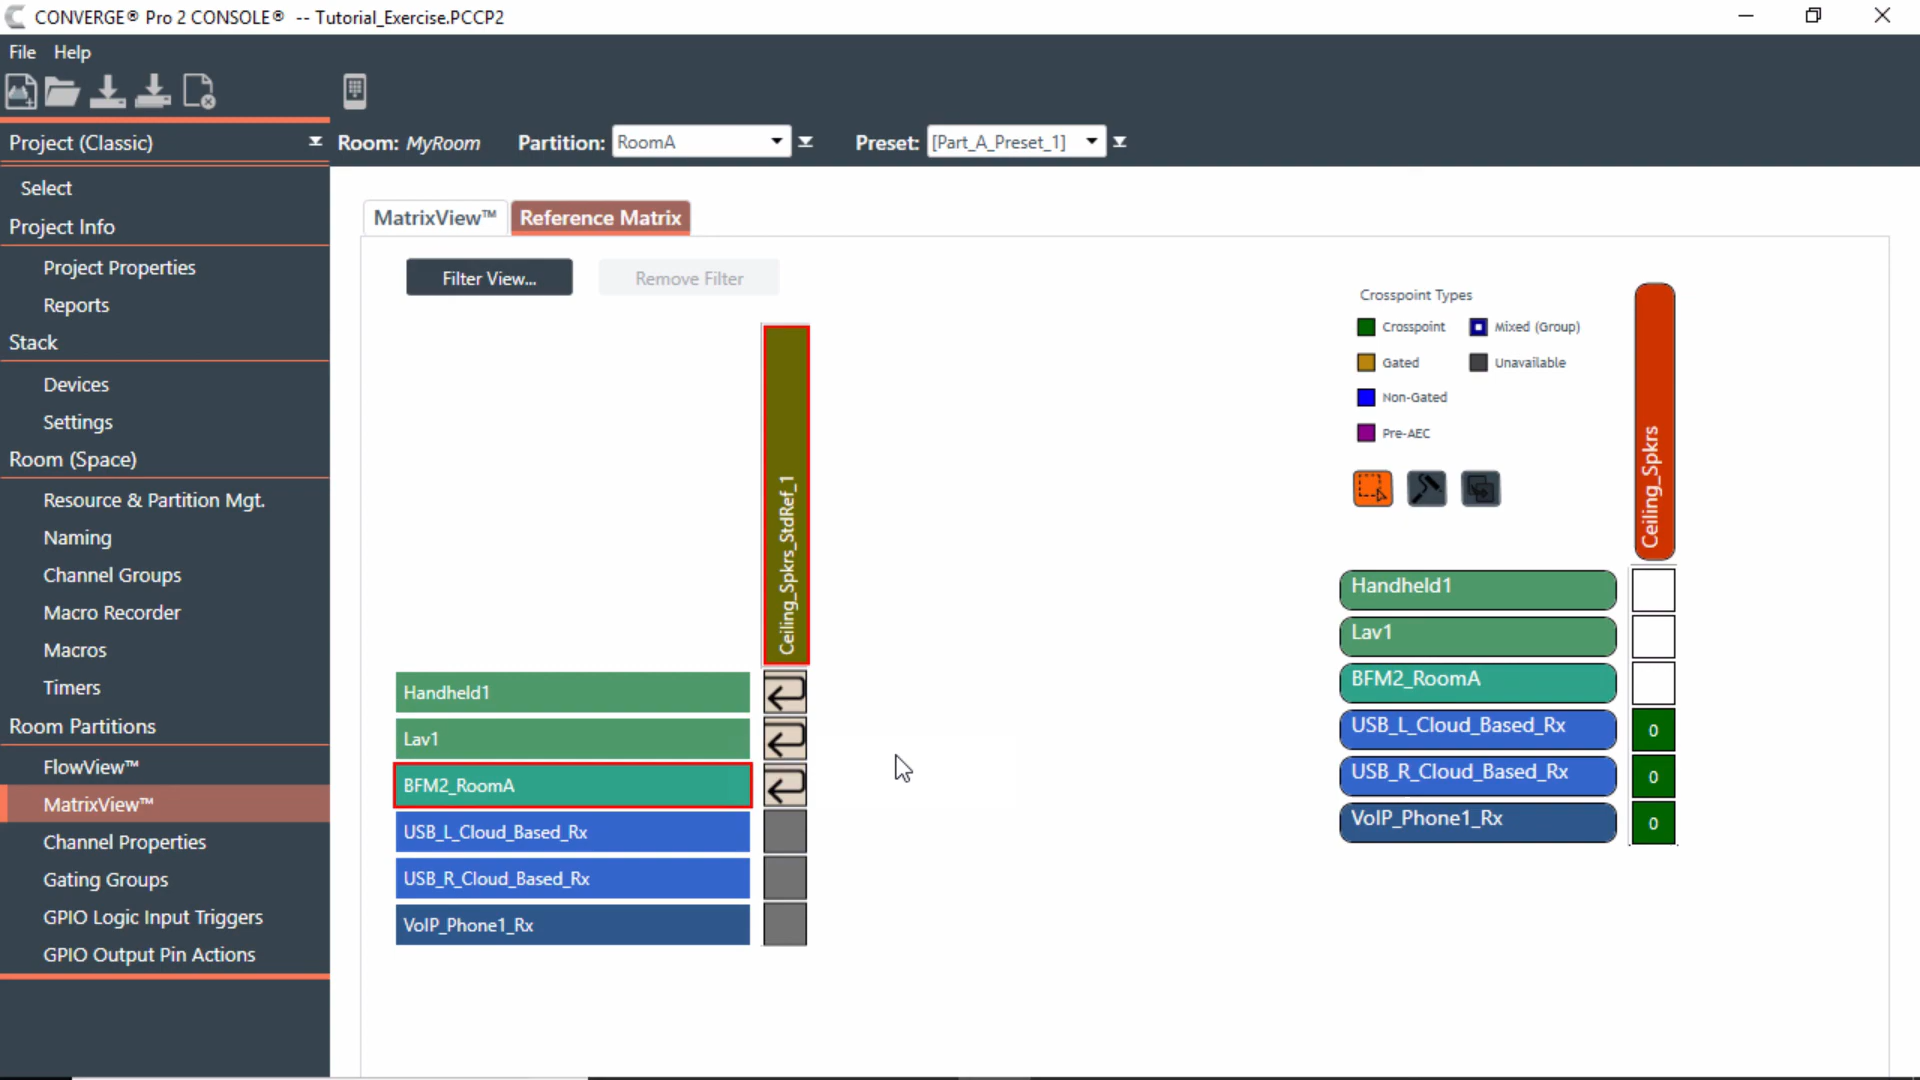 CONVERGE® Pro 2 CONSOLE® -- Tutorial_Exercise.PCCP2
File Help
Project (Classic)
Room: MyRoom Partition: RoomA Preset: [Part_A_Preset_1]
Select
Project Info
Project Properties
Reports
Stack
Devices
Settings
Room (Space)
Resource & Partition Mgt.
Naming
Channel Groups
Macro Recorder
Macros
Timers
Room Partitions
FlowView™
MatrixView™
Channel Properties
Gating Groups
GPIO Logic Input Triggers
GPIO Output Pin Actions
MatrixView™ Reference Matrix
Filter View... Remove Filter
Ceiling_Spkrs_StdRef_1
Handheld1
Lav1
BFM2_RoomA
USB_L_Cloud_Based_Rx
USB_R_Cloud_Based_Rx
VoIP_Phone1_Rx
Crosspoint Types
Crosspoint Mixed (Group)
Gated Unavailable
Non-Gated
Pre-AEC
Ceiling_Spkrs
Handheld1
Lav1
BFM2_RoomA
USB_L_Cloud_Based_Rx 0
USB_R_Cloud_Based_Rx 0
VoIP_Phone1_Rx 0